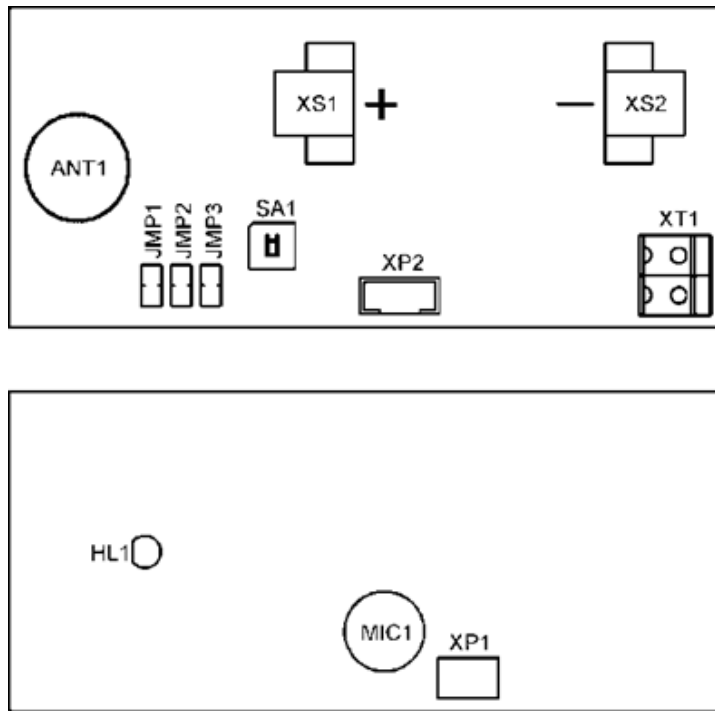 XS1 + — XS2
ANT1
JMP1
JMP2
JMP3
SA1
XP2
XT1
HL1
MIC1
XP1